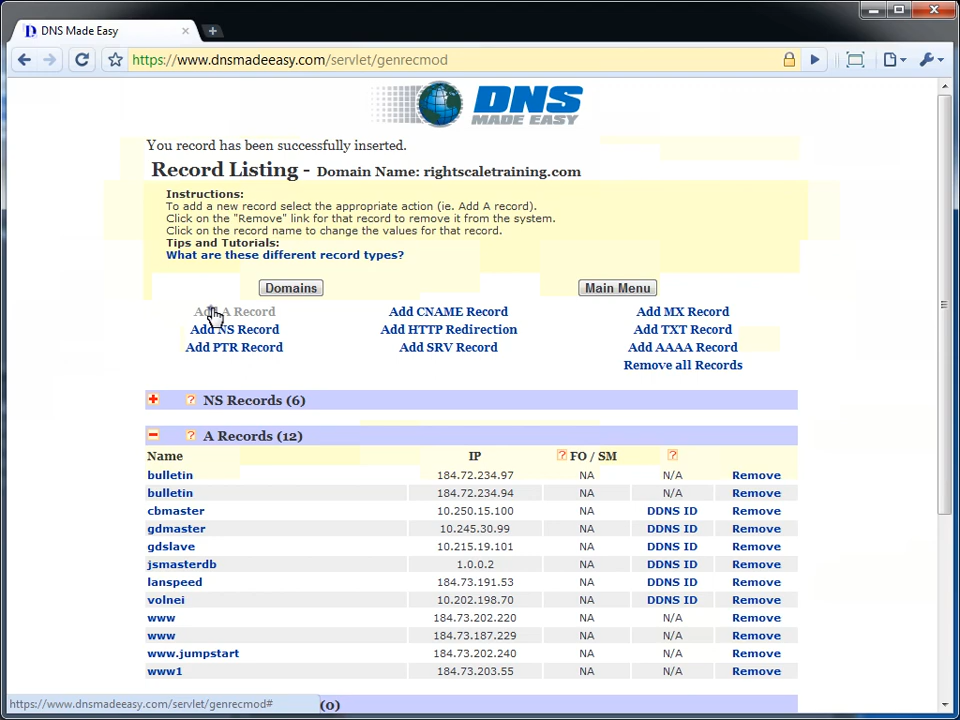 DNS Made Easy
https://www.dnsmadeeasy.com/servlet/genrecmod
DNS
MADE EASY
You record has been successfully inserted.
Record Listing - Domain Name: rightscaletraining.com
Instructions:
To add a new record select the appropriate action (ie. Add A record).
Click on the "Remove" link for that record to remove it from the system.
Click on the record name to change the values for that record.
Tips and Tutorials:
What are these different record types?
Domains Main Menu
Add A Record Add CNAME Record Add MX Record
Add NS Record Add HTTP Redirection Add TXT Record
Add PTR Record Add SRV Record Add AAAA Record
Remove all Records
+ ? NS Records (6)
- ? A Records (12)
Name IP ? FO / SM ?
bulletin 184.72.234.97 NA N/A Remove
bulletin 184.72.234.94 NA N/A Remove
cbmaster 10.250.15.100 NA DDNS ID Remove
gdmaster 10.245.30.99 NA DDNS ID Remove
gdslave 10.215.19.101 NA DDNS ID Remove
jsmasterdb 1.0.0.2 NA DDNS ID Remove
lanspeed 184.73.191.53 NA DDNS ID Remove
volnei 10.202.198.70 NA DDNS ID Remove
www 184.73.202.220 NA N/A Remove
www 184.73.187.229 NA N/A Remove
www.jumpstart 184.73.202.240 NA N/A Remove
www1 184.73.203.55 NA N/A Remove
https://www.dnsmadeeasy.com/servlet/genrecmod# (0)